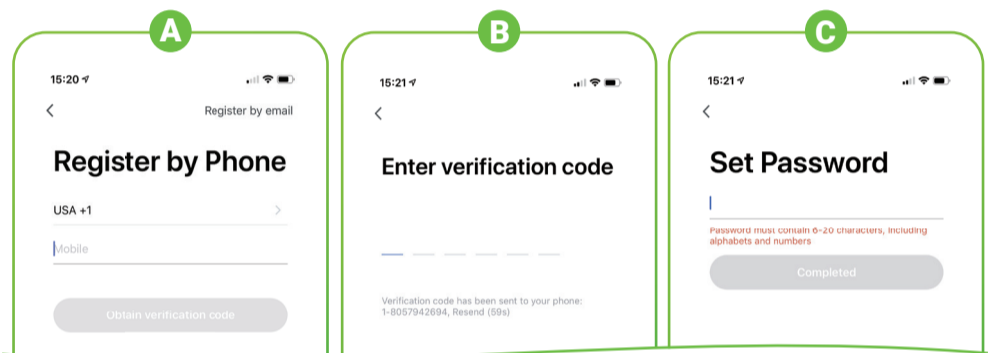 A
15:20
Register by email
Register by Phone
USA +1
Mobile
Obtain verification code
B
15:21
Enter verification code
Verification code has been sent to your phone:
1-8057942694, Resend (59s)
C
15:21
Set Password
Password must contain 6-20 characters, including
alphabets and numbers
Completed